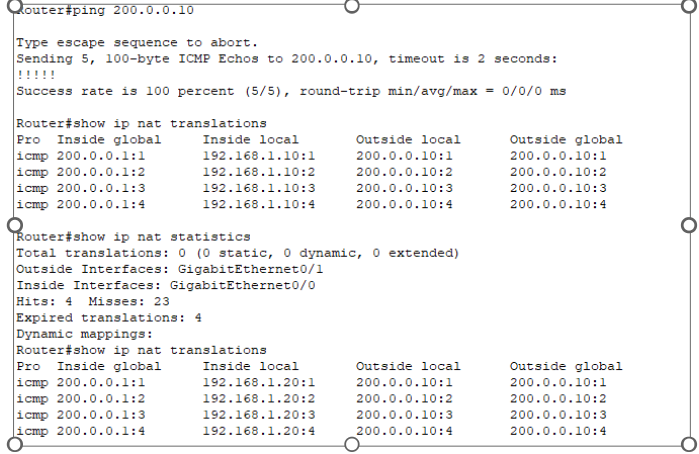 Router#ping 200.0.0.10
Type escape sequence to abort.
Sending 5, 100-byte ICMP Echos to 200.0.0.10, timeout is 2 seconds:
!!!!!
Success rate is 100 percent (5/5), round-trip min/avg/max = 0/0/0 ms
Router#show ip nat translations
Pro  Inside global     Inside local       Outside local      Outside global
icmp 200.0.0.1:1       192.168.1.10:1     200.0.0.10:1       200.0.0.10:1
icmp 200.0.0.1:2       192.168.1.10:2     200.0.0.10:2       200.0.0.10:2
icmp 200.0.0.1:3       192.168.1.10:3     200.0.0.10:3       200.0.0.10:3
icmp 200.0.0.1:4       192.168.1.10:4     200.0.0.10:4       200.0.0.10:4
Router#show ip nat statistics
Total translations: 0 (0 static, 0 dynamic, 0 extended)
Outside Interfaces: GigabitEthernet0/1
Inside Interfaces: GigabitEthernet0/0
Hits: 4  Misses: 23
Expired translations: 4
Dynamic mappings:
Router#show ip nat translations
Pro  Inside global     Inside local       Outside local      Outside global
icmp 200.0.0.1:1       192.168.1.20:1     200.0.0.10:1       200.0.0.10:1
icmp 200.0.0.1:2       192.168.1.20:2     200.0.0.10:2       200.0.0.10:2
icmp 200.0.0.1:3       192.168.1.20:3     200.0.0.10:3       200.0.0.10:3
icmp 200.0.0.1:4       192.168.1.20:4     200.0.0.10:4       200.0.0.10:4